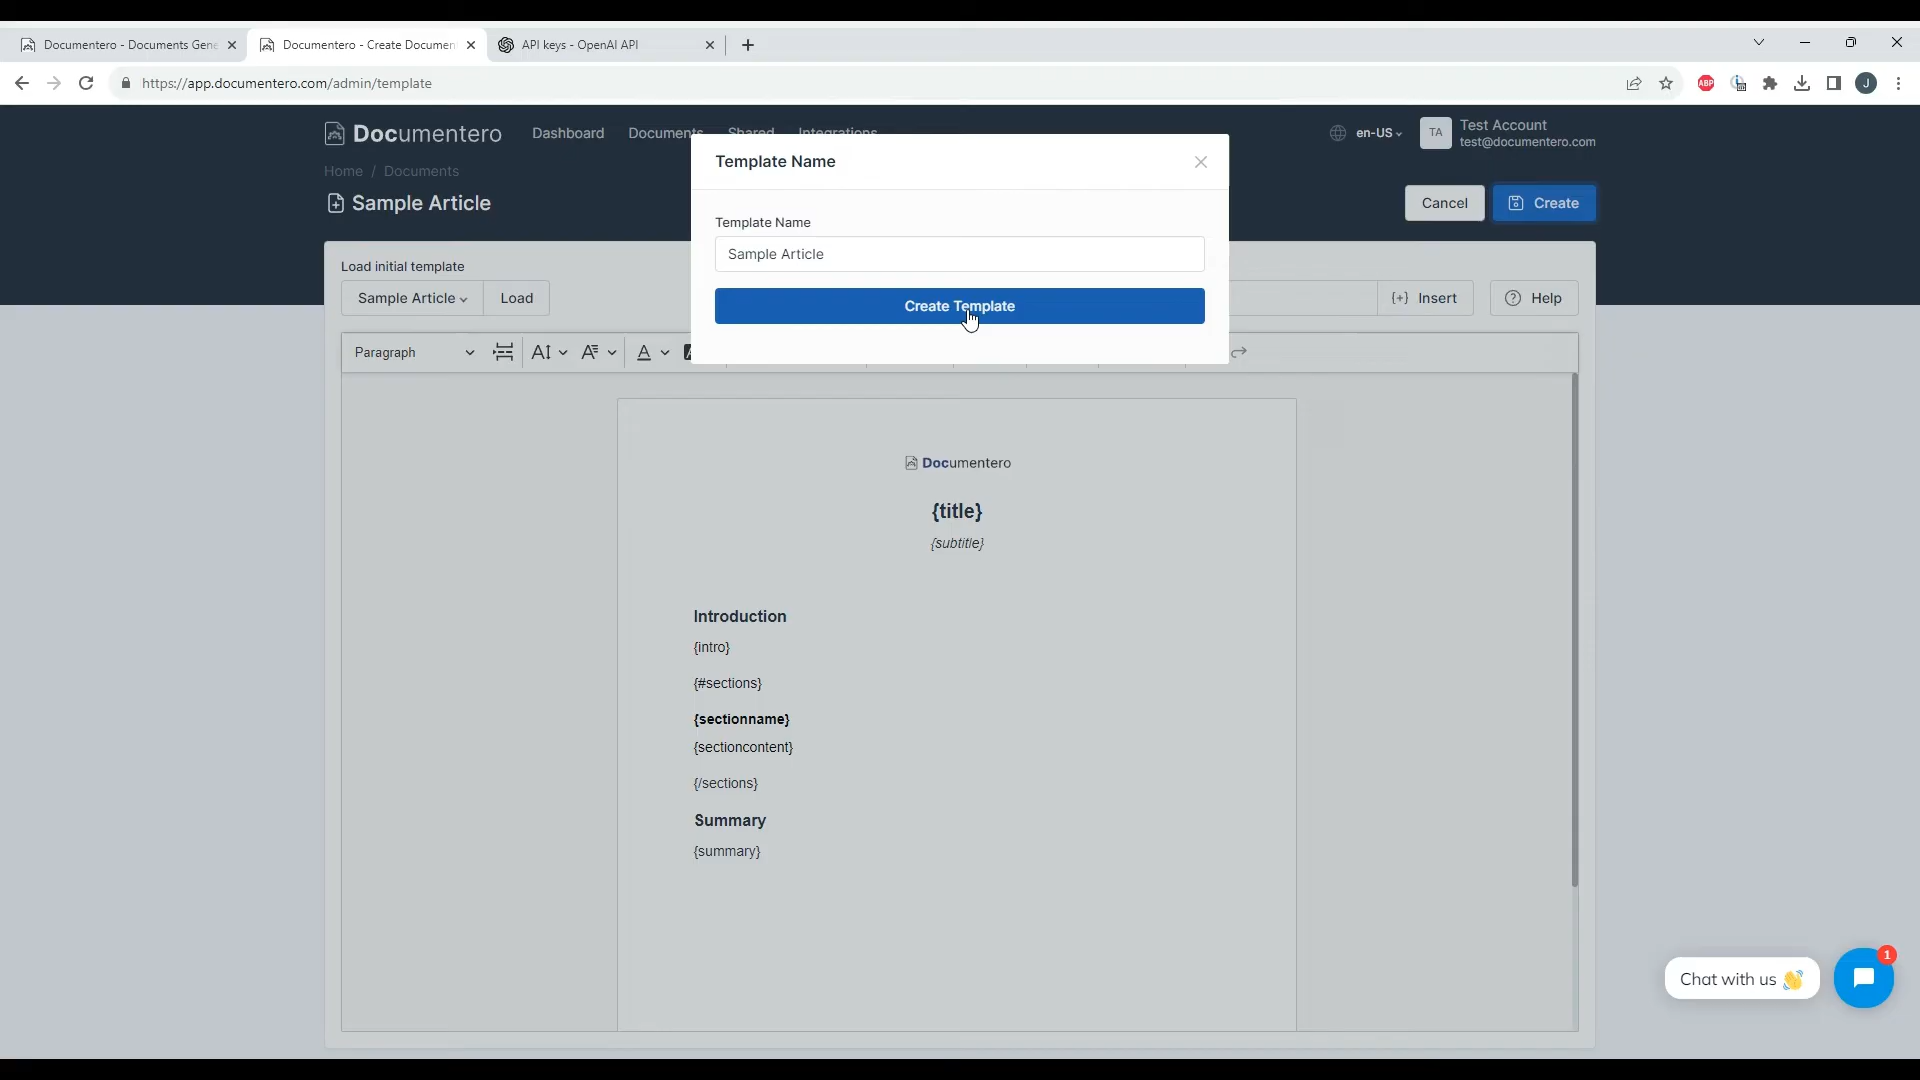 Documentero - Documents Gene
Documentero - Create Documen
API keys - OpenAI API
https://app.documentero.com/admin/template
ABP
J
Documentero
Dashboard
Documents
Shared
Integrations
en-US
TA
Test Account
test@documentero.com
Home / Documents
Sample Article
Cancel
Create
Template Name
Template Name
Sample Article
Create Template
Load initial template
Sample Article
Load
{+} Insert
Help
Paragraph
Documentero
{title}
{subtitle}
Introduction
{intro}
{#sections}
{sectionname}
{sectioncontent}
{/sections}
Summary
{summary}
Chat with us 👋
1